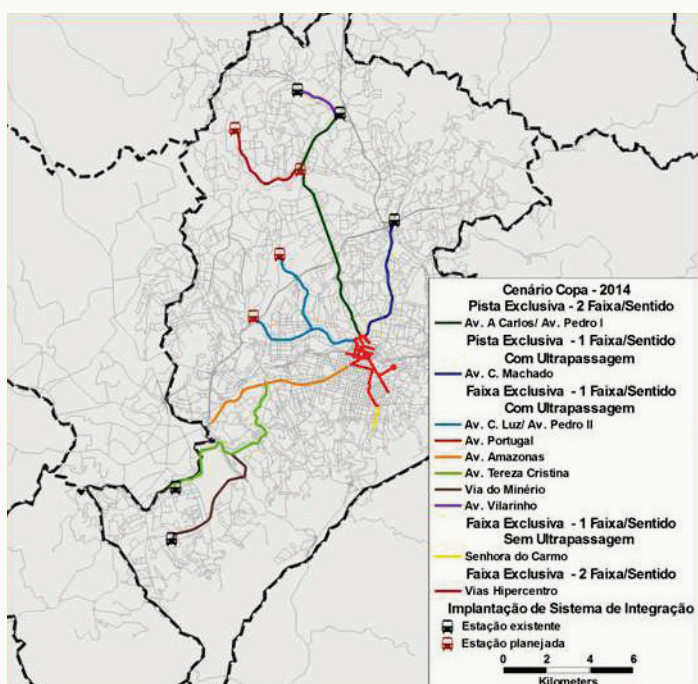 Cenário Copa - 2014
Pista Exclusiva - 2 Faixa/Sentido
Av. A Carlos/ Av. Pedro I
Pista Exclusiva - 1 Faixa/Sentido
Com Ultrapassagem
Av. C. Machado
Faixa Exclusiva - 1 Faixa/Sentido
Com Ultrapassagem
Av. C. Luz/ Av. Pedro II
Av. Portugal
Av. Amazonas
Av. Tereza Cristina
Via do Minério
Av. Vilarinho
Faixa Exclusiva - 1 Faixa/Sentido
Sem Ultrapassagem
Senhora do Carmo
Faixa Exclusiva - 2 Faixa/Sentido
Vias Hipercentro
Implantação de Sistema de Integração
Estação existente
Estação planejada
0 2 4 6
Kilometers